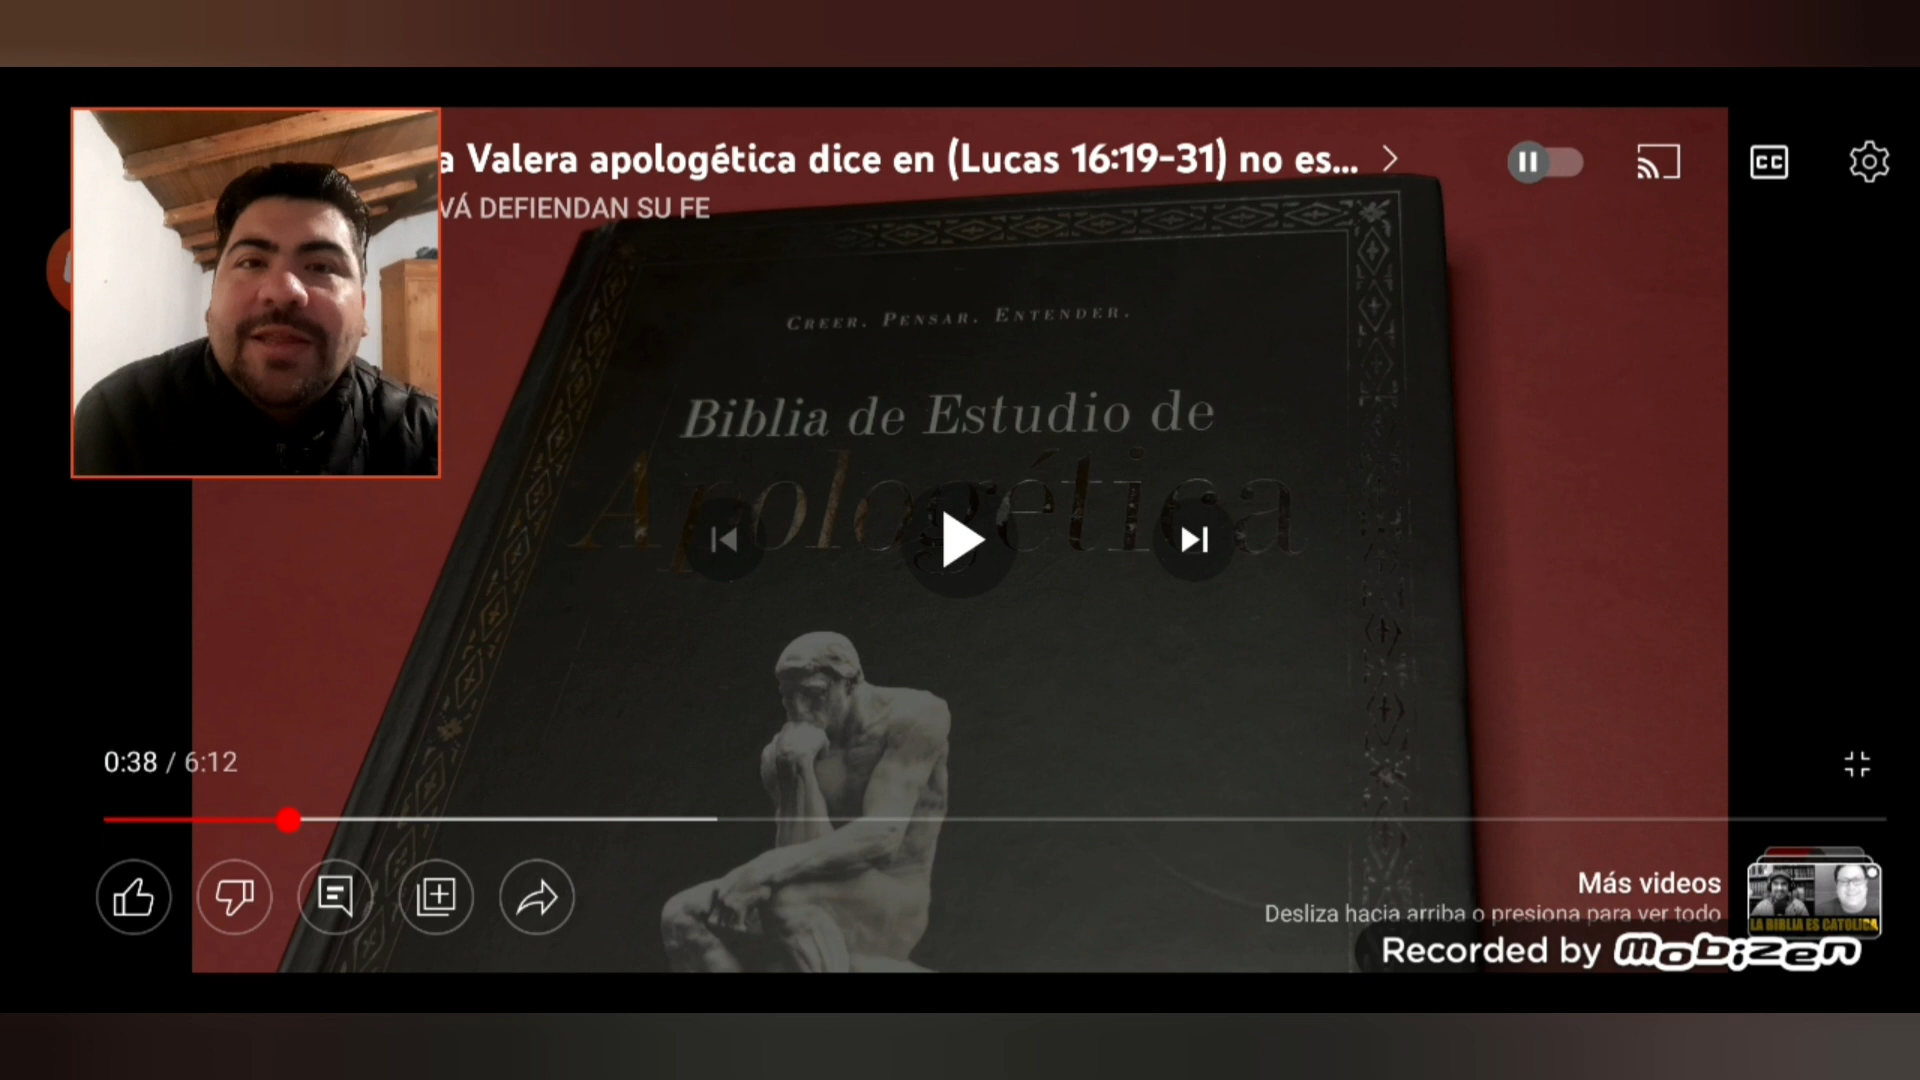 a Valera apologética dice en (Lucas 16:19-31) no es...
VÁ DEFIENDAN SU FE
CC
CREER. PENSAR. ENTENDER.
Biblia de Estudio de
Apologética
0:38 / 6:12
Más videos
Desliza hacia arriba o presiona para ver todo
LA BIBLIA ES CATOLICA
Recorded by mobizen